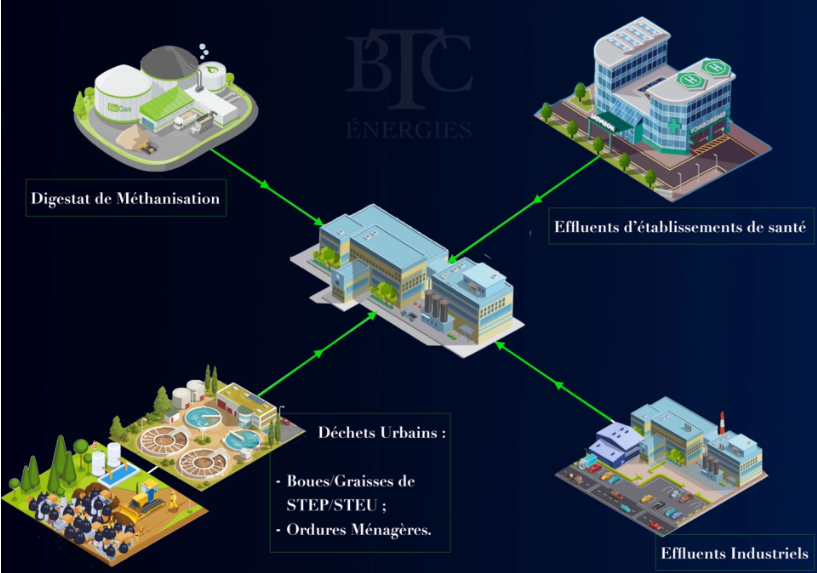 BTC
ÉNERGIES
BioGas
Digestat de Méthanisation
Effluents d'établissements de santé
Déchets Urbains :
- Boues/Graisses de
STEP/STEU ;
- Ordures Ménagères.
Effluents Industriels